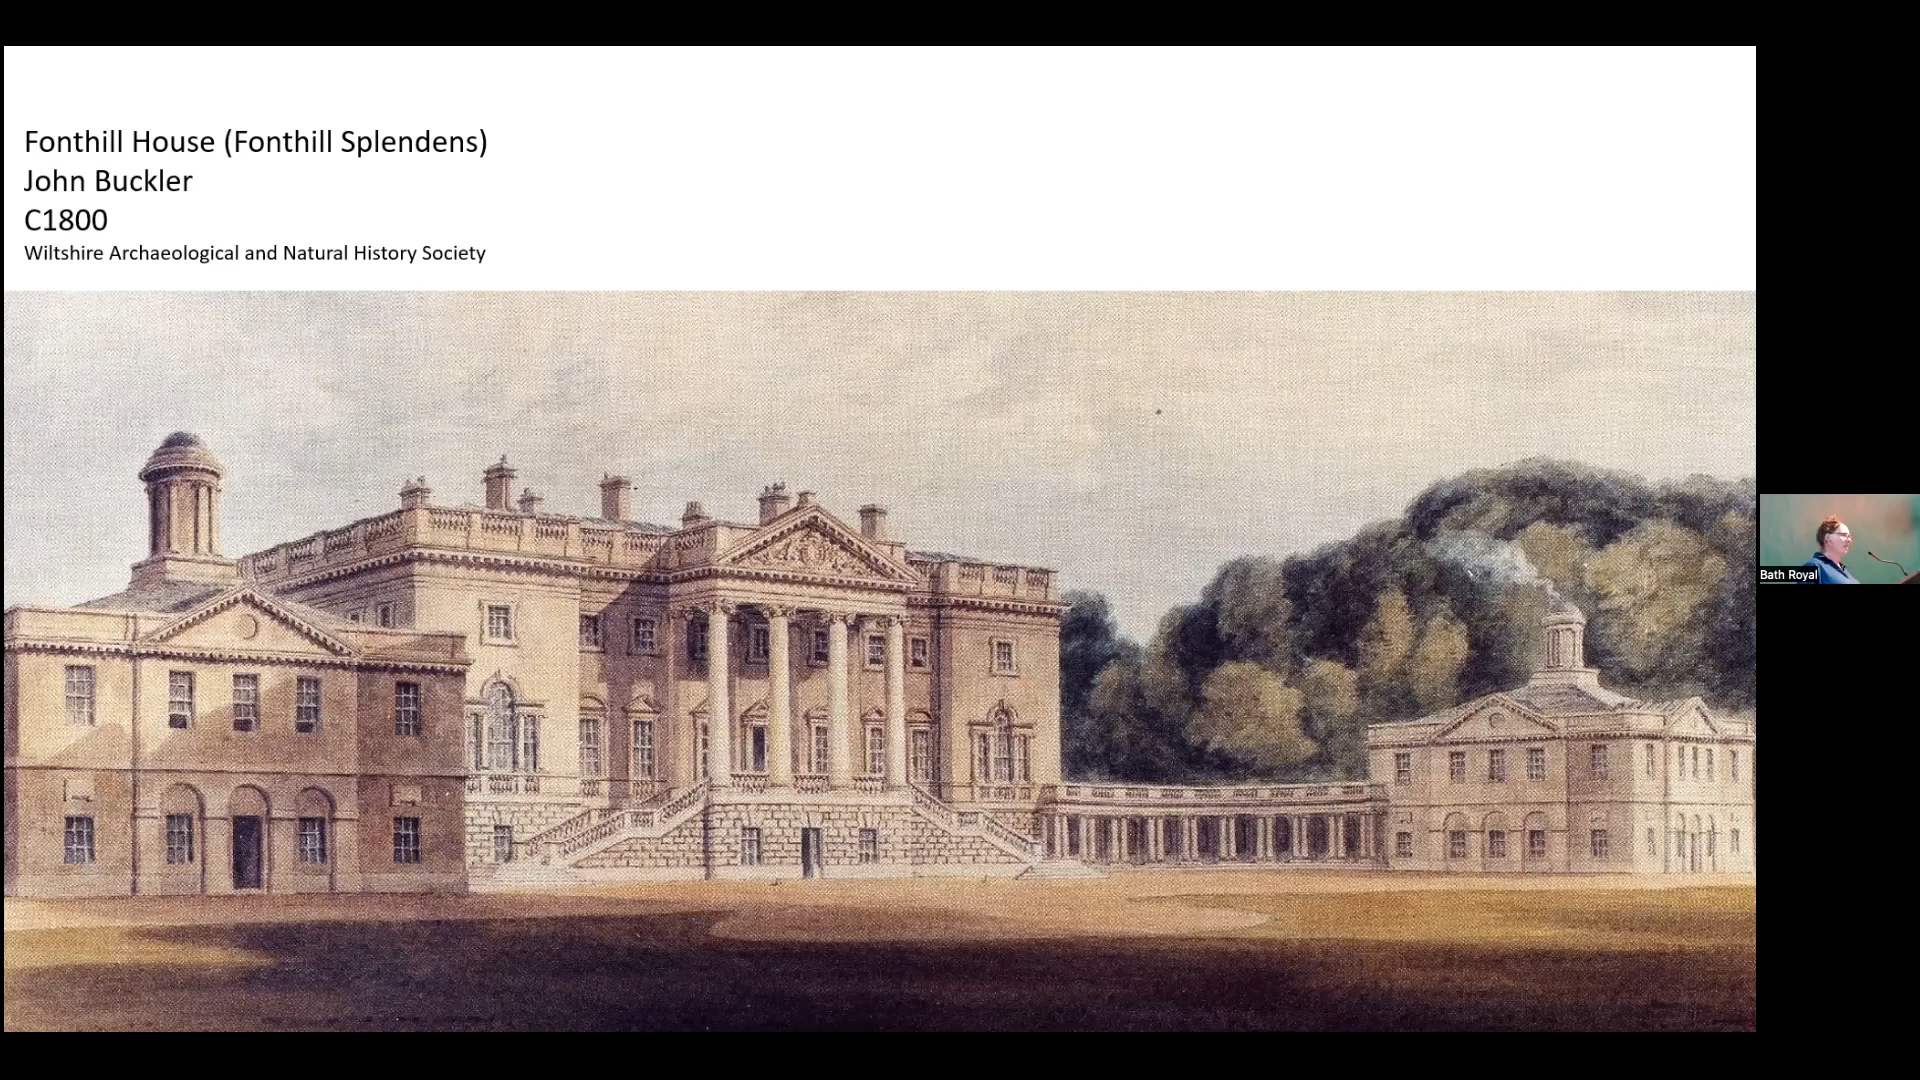 Fonthill House (Fonthill Splendens)
John Buckler
C1800
Wiltshire Archaeological and Natural History Society
Bath Royal